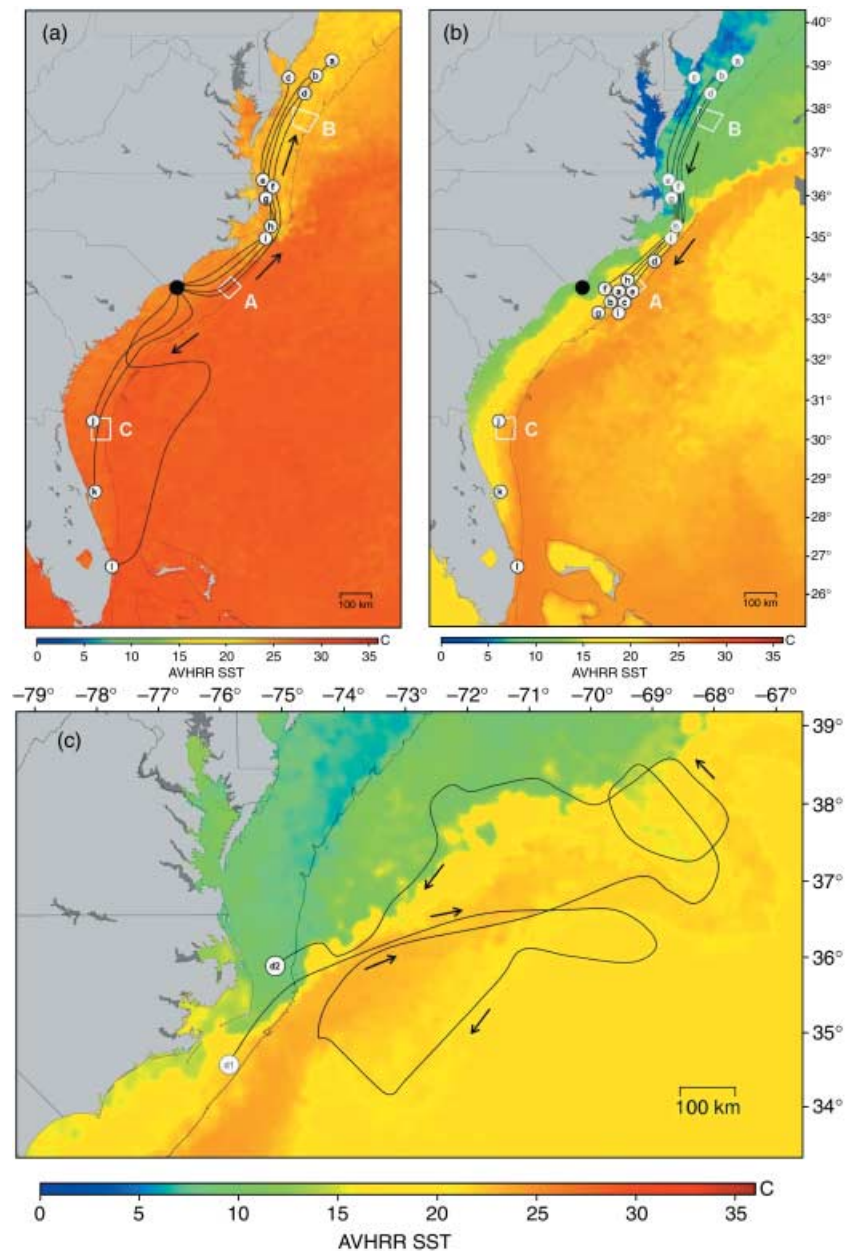 (a)
a
b
c
d
B
e
f
g
h
i
A
j
C
k
l
100 km
0 5 10 15 20 25 30 35 C
AVHRR SST
(b)
40°
39°
38°
37°
36°
35°
34°
33°
32°
31°
30°
29°
28°
27°
26°
a
b
c
d
B
e
f
i
d
h
f a e
A
b c
g i
j
C
k
l
100 km
0 5 10 15 20 25 30 35 C
AVHRR SST
−79° −78° −77° −76° −75° −74° −73° −72° −71° −70° −69° −68° −67°
(c)
39°
38°
37°
36°
35°
34°
d2
d1
100 km
0 5 10 15 20 25 30 35 C
AVHRR SST